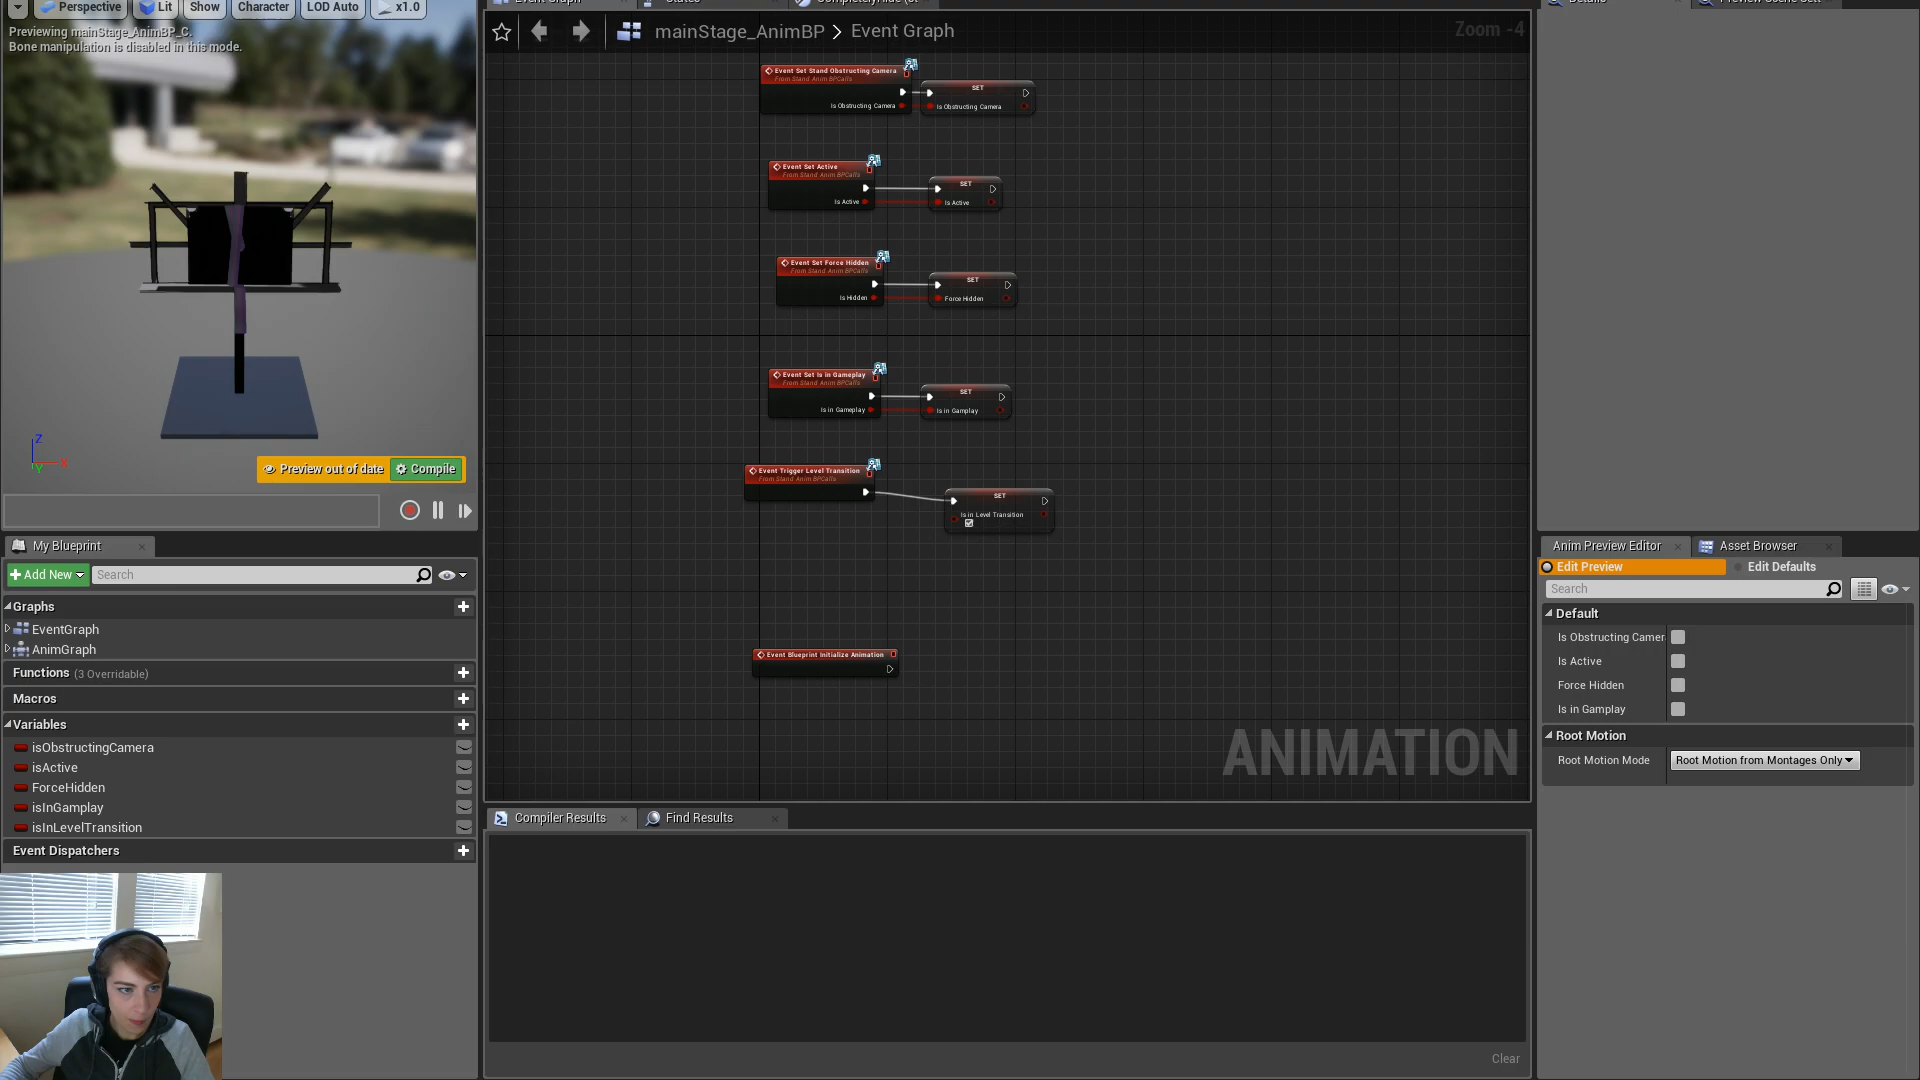 Perspective
Lit
Show
Character
LOD Auto
x1.0
Previewing mainStage_AnimBP_C.
Bone manipulation is disabled in this mode.
Z
X
Y
Preview out of date
Compile
My Blueprint
Add New
Search
Graphs
EventGraph
AnimGraph
Functions (3 Overridable)
Macros
Variables
isObstructingCamera
isActive
ForceHidden
isInGamplay
isInLevelTransition
Event Dispatchers
mainStage_AnimBP > Event Graph
Zoom -4
Event Set Stand Obstructing Camera
From Stand Anim BPCalls
Is Obstructing Camera
SET
Is Obstructing Camera
Event Set Active
From Stand Anim BPCalls
Is Active
SET
Is Active
Event Set Force Hidden
From Stand Anim BPCalls
Is Hidden
SET
Force Hidden
Event Set Is in Gameplay
From Stand Anim BPCalls
Is in Gameplay
SET
Is in Gamplay
Event Trigger Level Transition
From Stand Anim BPCalls
SET
Is in Level Transition
Event Blueprint Initialize Animation
ANIMATION
Compiler Results
Find Results
Clear
Anim Preview Editor
Asset Browser
Edit Preview
Edit Defaults
Search
Default
Is Obstructing Camer
Is Active
Force Hidden
Is in Gamplay
Root Motion
Root Motion Mode
Root Motion from Montages Only